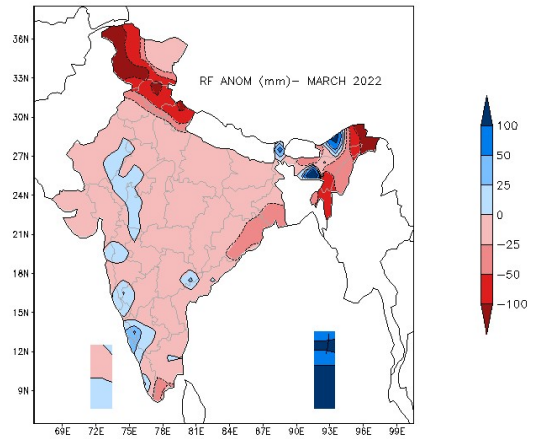 RF ANOM (mm)– MARCH 2022
36N
33N
30N
27N
24N
21N
18N
15N
12N
9N
69E 72E 75E 78E 81E 84E 87E 90E 93E 96E 99E
100
50
25
0
−25
−50
−100